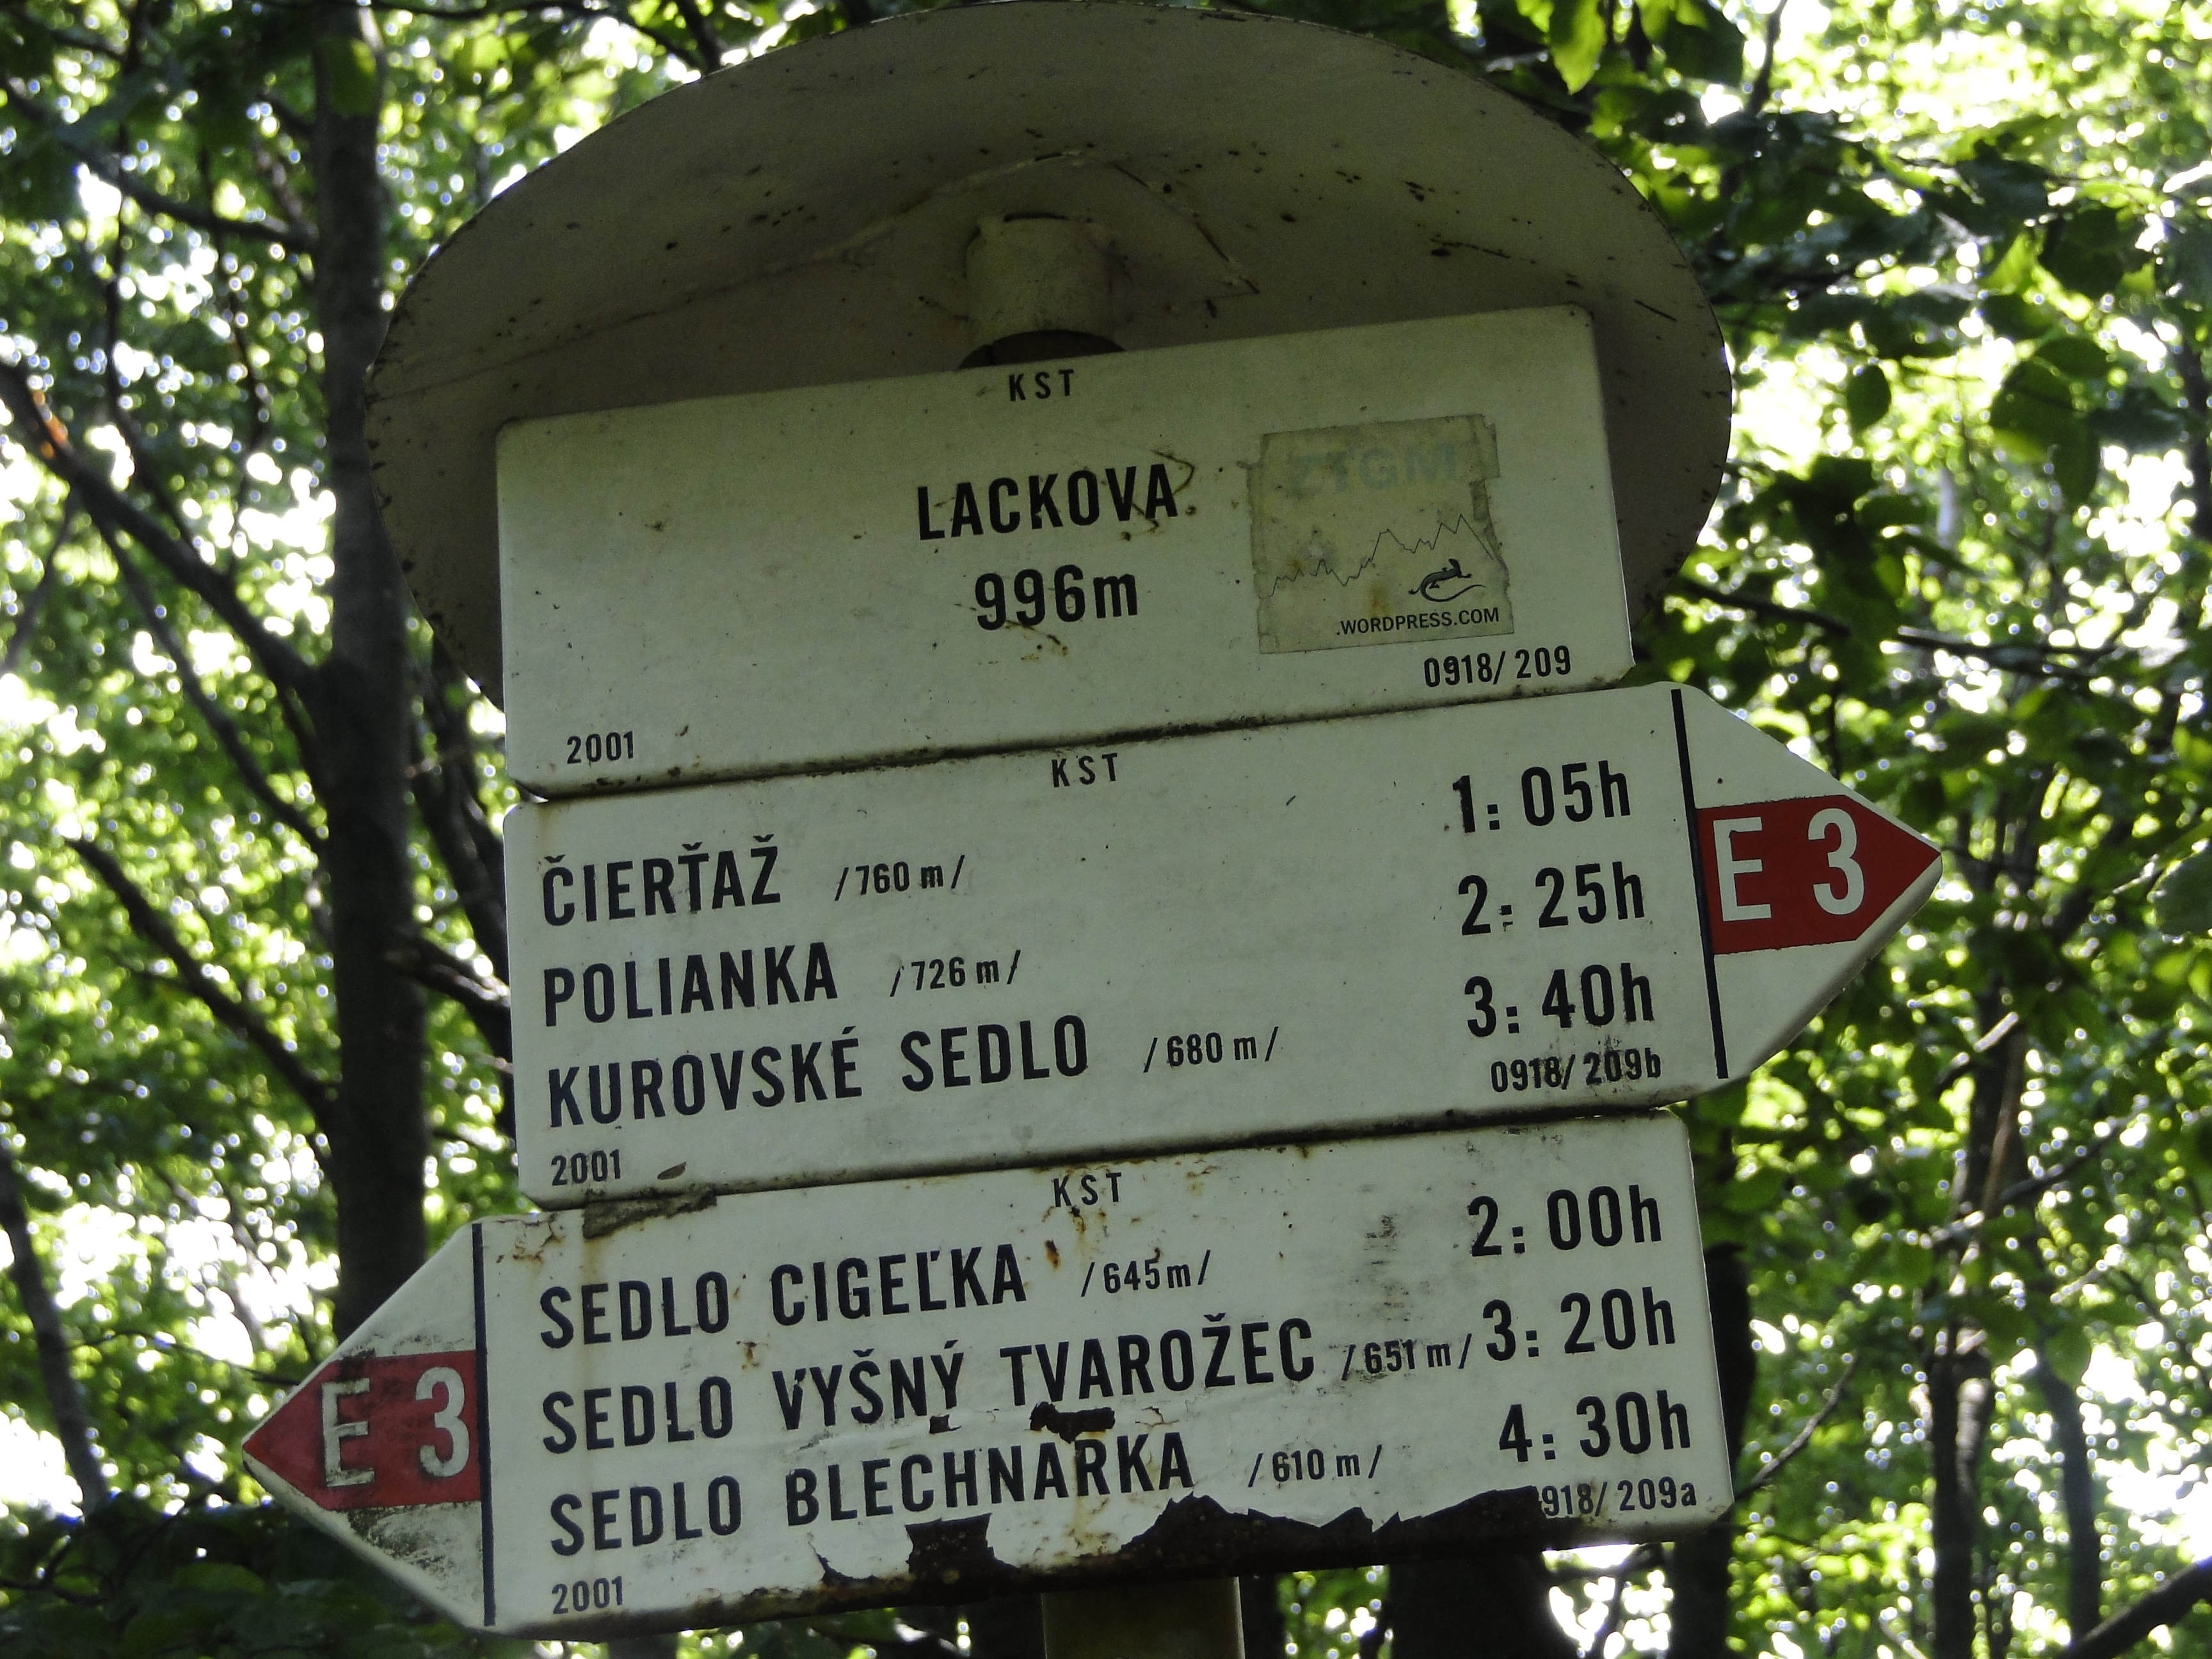 KST
LACKOVA
996m
ZTGM
.WORDPRESS.COM
0918/209
2001
KST
ČIERŤAŽ /760 m/ 1:05h
POLIANKA /726 m/ 2:25h
KUROVSKÉ SEDLO /680 m/ 3:40h
0918/209b
2001
E 3
KST
SEDLO CIGEĽKA /645m/ 2:00h
SEDLO VYŠNÝ TVAROŽEC /651 m/ 3:20h
SEDLO BLECHNARKA /610 m/ 4:30h
918/209a
2001
E 3